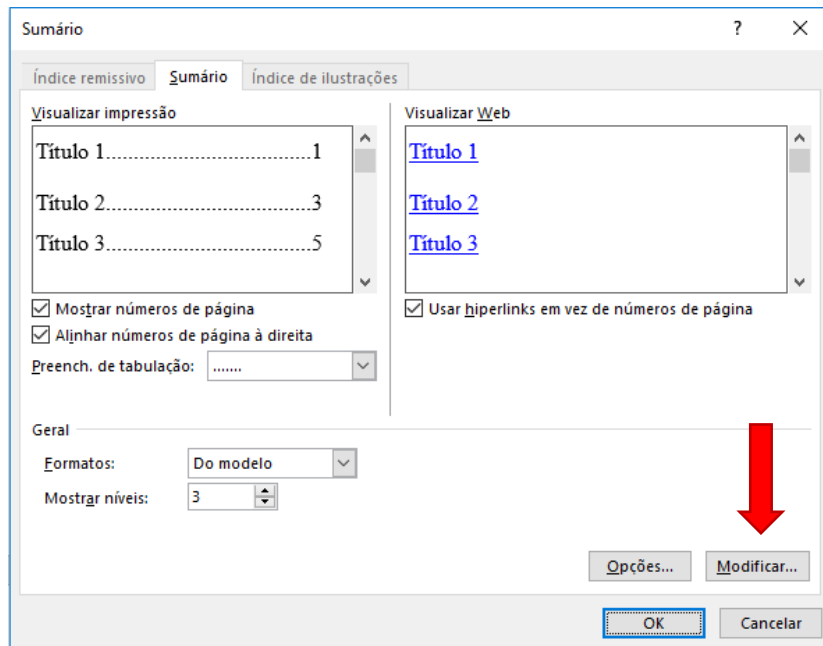 Sumário
Índice remissivo Sumário Índice de ilustrações
Visualizar impressão
Título 1....................................1
Título 2....................................3
Título 3....................................5
Mostrar números de página
Alinhar números de página à direita
Preench. de tabulação: .......
Visualizar Web
Título 1
Título 2
Título 3
Usar hiperlinks em vez de números de página
Geral
Formatos: Do modelo
Mostrar níveis: 3
Opções... Modificar...
OK Cancelar